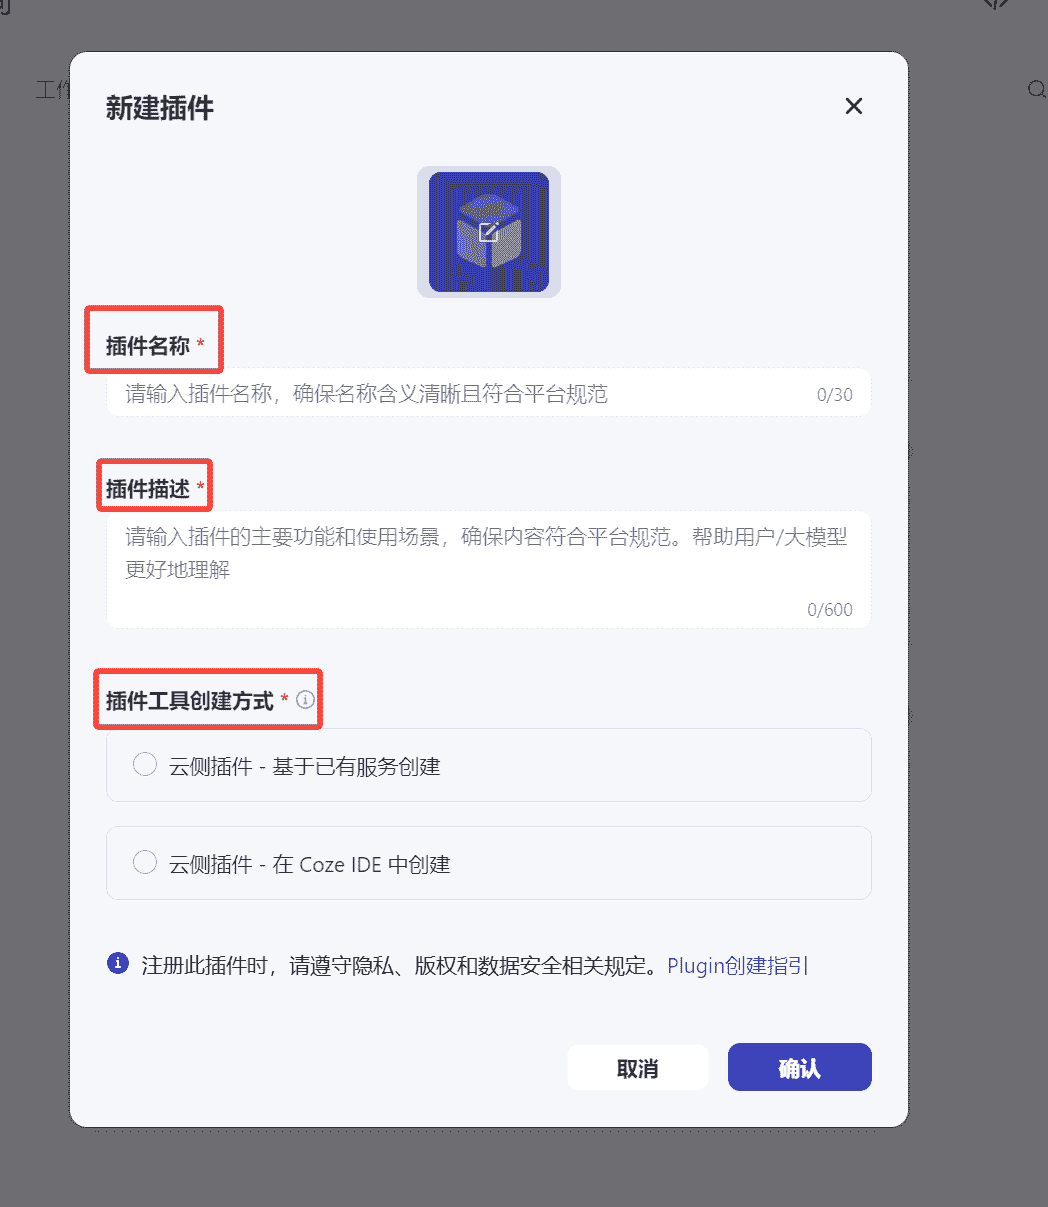 工作
新建插件
插件名称 *
请输入插件名称，确保名称含义清晰且符合平台规范
0/30
插件描述 *
请输入插件的主要功能和使用场景，确保内容符合平台规范。帮助用户/大模型
更好地理解
0/600
插件工具创建方式 *
云侧插件 - 基于已有服务创建
云侧插件 - 在 Coze IDE 中创建
注册此插件时，请遵守隐私、版权和数据安全相关规定。Plugin创建指引
取消
确认